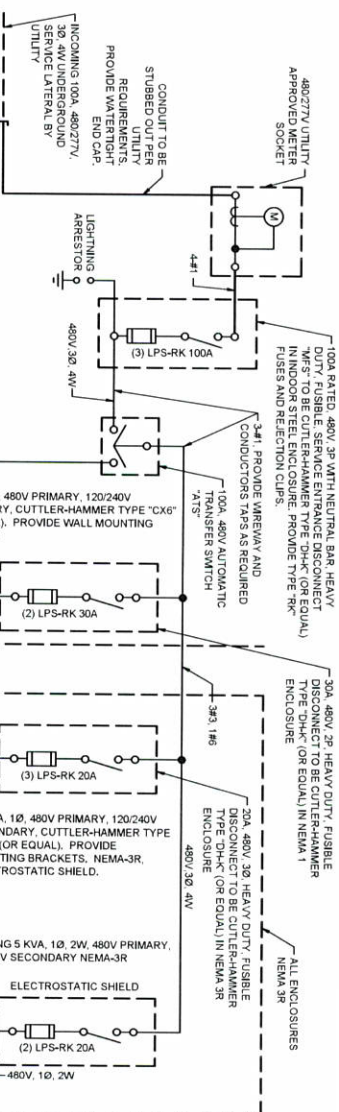 480/277V UTILITY
APPROVED METER
SOCKET
M
CONDUIT TO BE
STUBBED OUT PER
UTILITY
REQUIREMENTS.
PROVIDE WATERTIGHT
END CAP.
INCOMING 100A, 480/277V,
3Ø, 4W UNDERGROUND
SERVICE LATERAL BY
UTILITY
4-#1
LIGHTNING
ARRESTOR
100A RATED, 480V, 3P WITH NEUTRAL BAR, HEAVY
DUTY, FUSIBLE, SERVICE ENTRANCE DISCONNECT
"MFS" TO BE CUTLER-HAMMER TYPE "DH-K" (OR EQUAL)
IN INDOOR STEEL ENCLOSURE. PROVIDE TYPE "RK"
FUSES AND REJECTION CLIPS.
(3) LPS-RK 100A
480V,3Ø, 4W
3-#1, PROVIDE WIREWAY AND
CONDUCTORS TAPS AS REQUIRED
100A, 480V AUTOMATIC
TRANSFER SWITCH
"ATS"
480V PRIMARY, 120/240V
RY, CUTTLER-HAMMER TYPE "CX6"
). PROVIDE WALL MOUNTING
30A, 480V, 2P, HEAVY DUTY, FUSIBLE
DISCONNECT TO BE CUTLER-HAMMER
TYPE "DH-K" (OR EQUAL) IN NEMA 1
ENCLOSURE
(2) LPS-RK 30A
3#3, 1#6
20A, 480V, 3Ø, HEAVY DUTY, FUSIBLE
DISCONNECT TO BE CUTLER-HAMMER
TYPE "DH-K" (OR EQUAL) IN NEMA 3R
ENCLOSURE
(3) LPS-RK 20A
480V,3Ø, 4W
A, 1Ø, 480V PRIMARY, 120/240V
NDARY, CUTTLER-HAMMER TYPE
(OR EQUAL). PROVIDE
TING BRACKETS. NEMA-3R,
TROSTATIC SHIELD.
ALL ENCLOSURES
NEMA 3R
NG 5 KVA, 1Ø, 2W, 480V PRIMARY,
V SECONDARY NEMA-3R
ELECTROSTATIC SHIELD
(2) LPS-RK 20A
480V, 1Ø, 2W